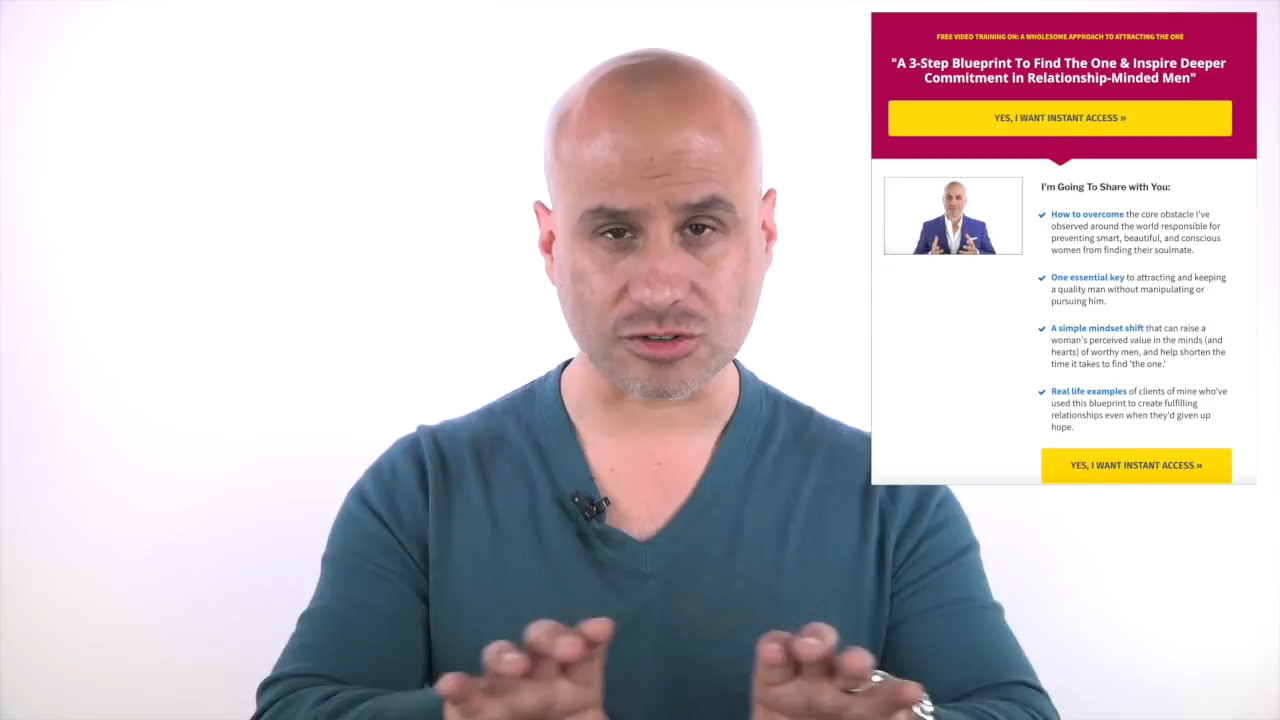 FREE VIDEO TRAINING ON: A WHOLESOME APPROACH TO ATTRACTING THE ONE
"A 3-Step Blueprint To Find The One & Inspire Deeper
Commitment in Relationship-Minded Men"
YES, I WANT INSTANT ACCESS »
I'm Going To Share with You:
How to overcome the core obstacle I've
observed around the world responsible for
preventing smart, beautiful, and conscious
women from finding their soulmate.
One essential key to attracting and keeping
a quality man without manipulating or
pursuing him.
A simple mindset shift that can raise a
woman's perceived value in the minds (and
hearts) of worthy men, and help shorten the
time it takes to find 'the one.'
Real life examples of clients of mine who've
used this blueprint to create fulfilling
relationships even when they'd given up
hope.
YES, I WANT INSTANT ACCESS »